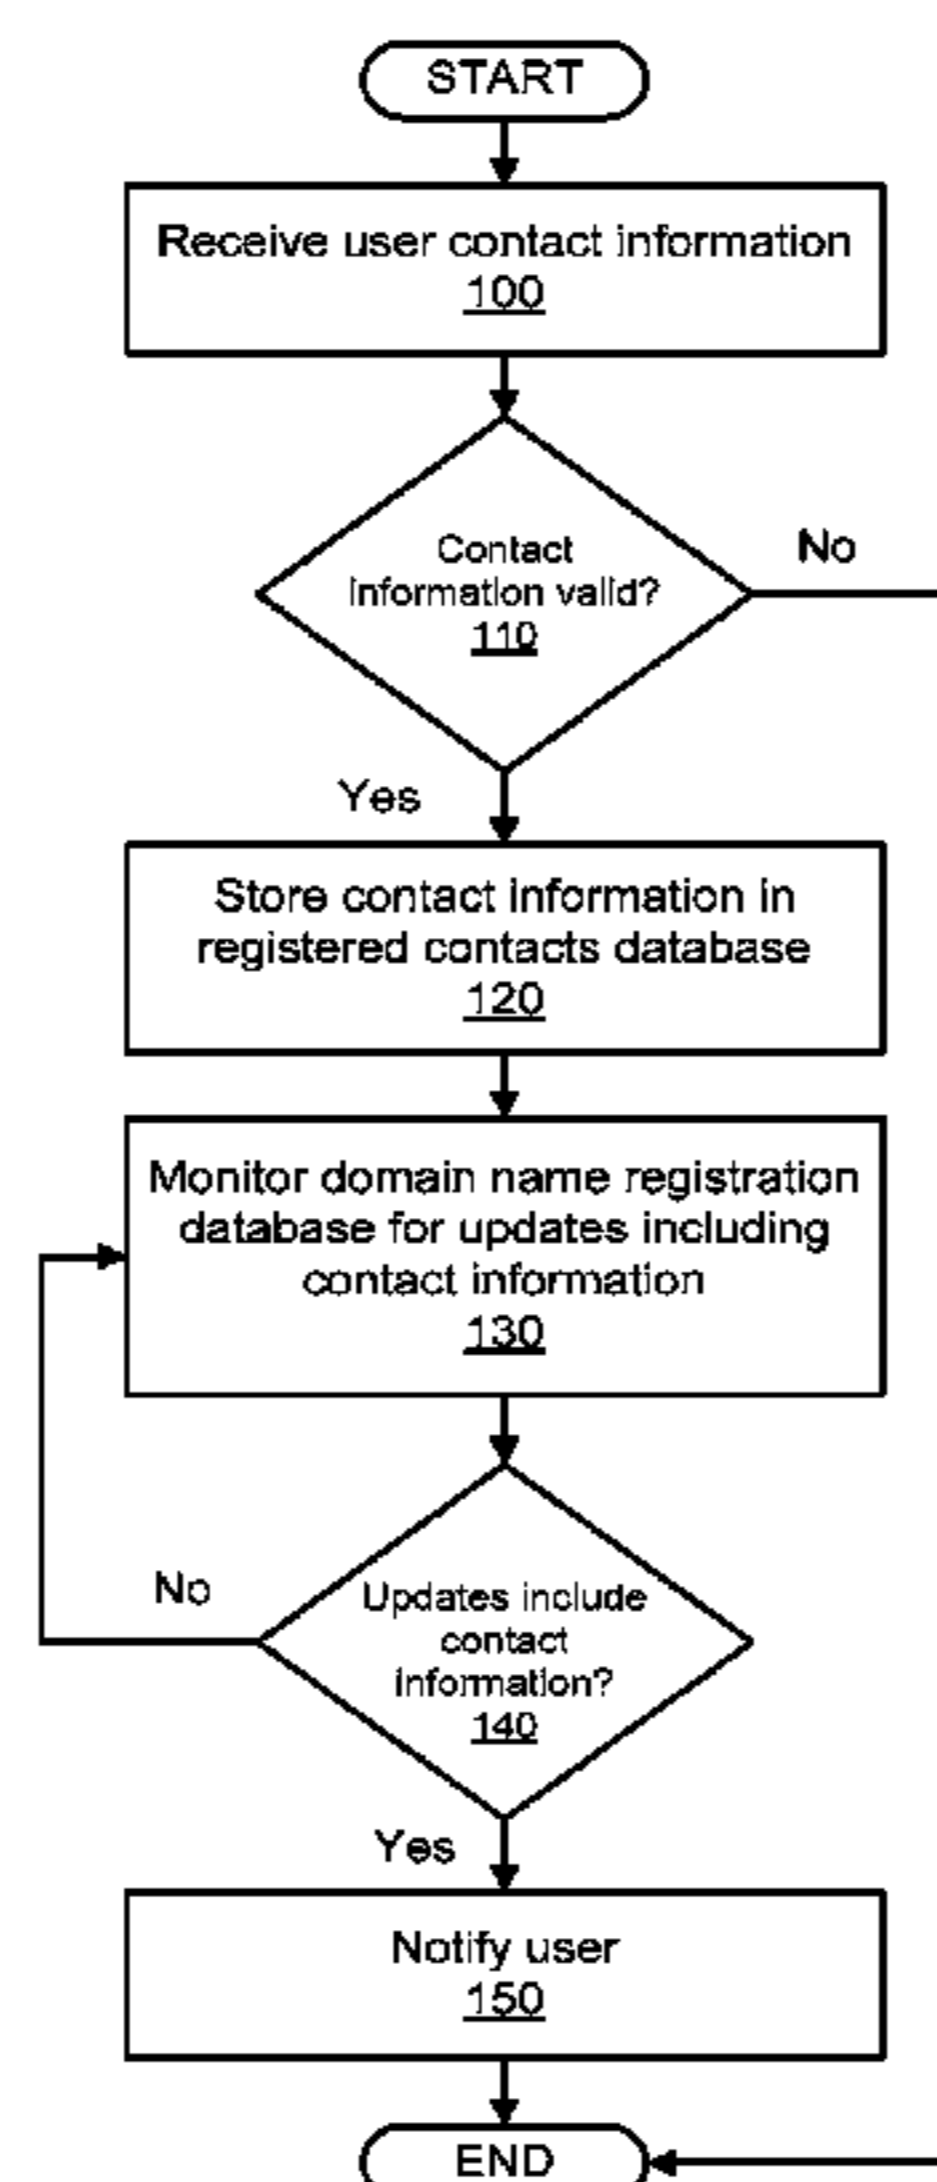 START
Receive user contact information
100
Contact
information valid?
110
No
Yes
Store contact information in
registered contacts database
120
Monitor domain name registration
database for updates including
contact information
130
Updates include
contact
information?
140
No
Yes
Notify user
150
END